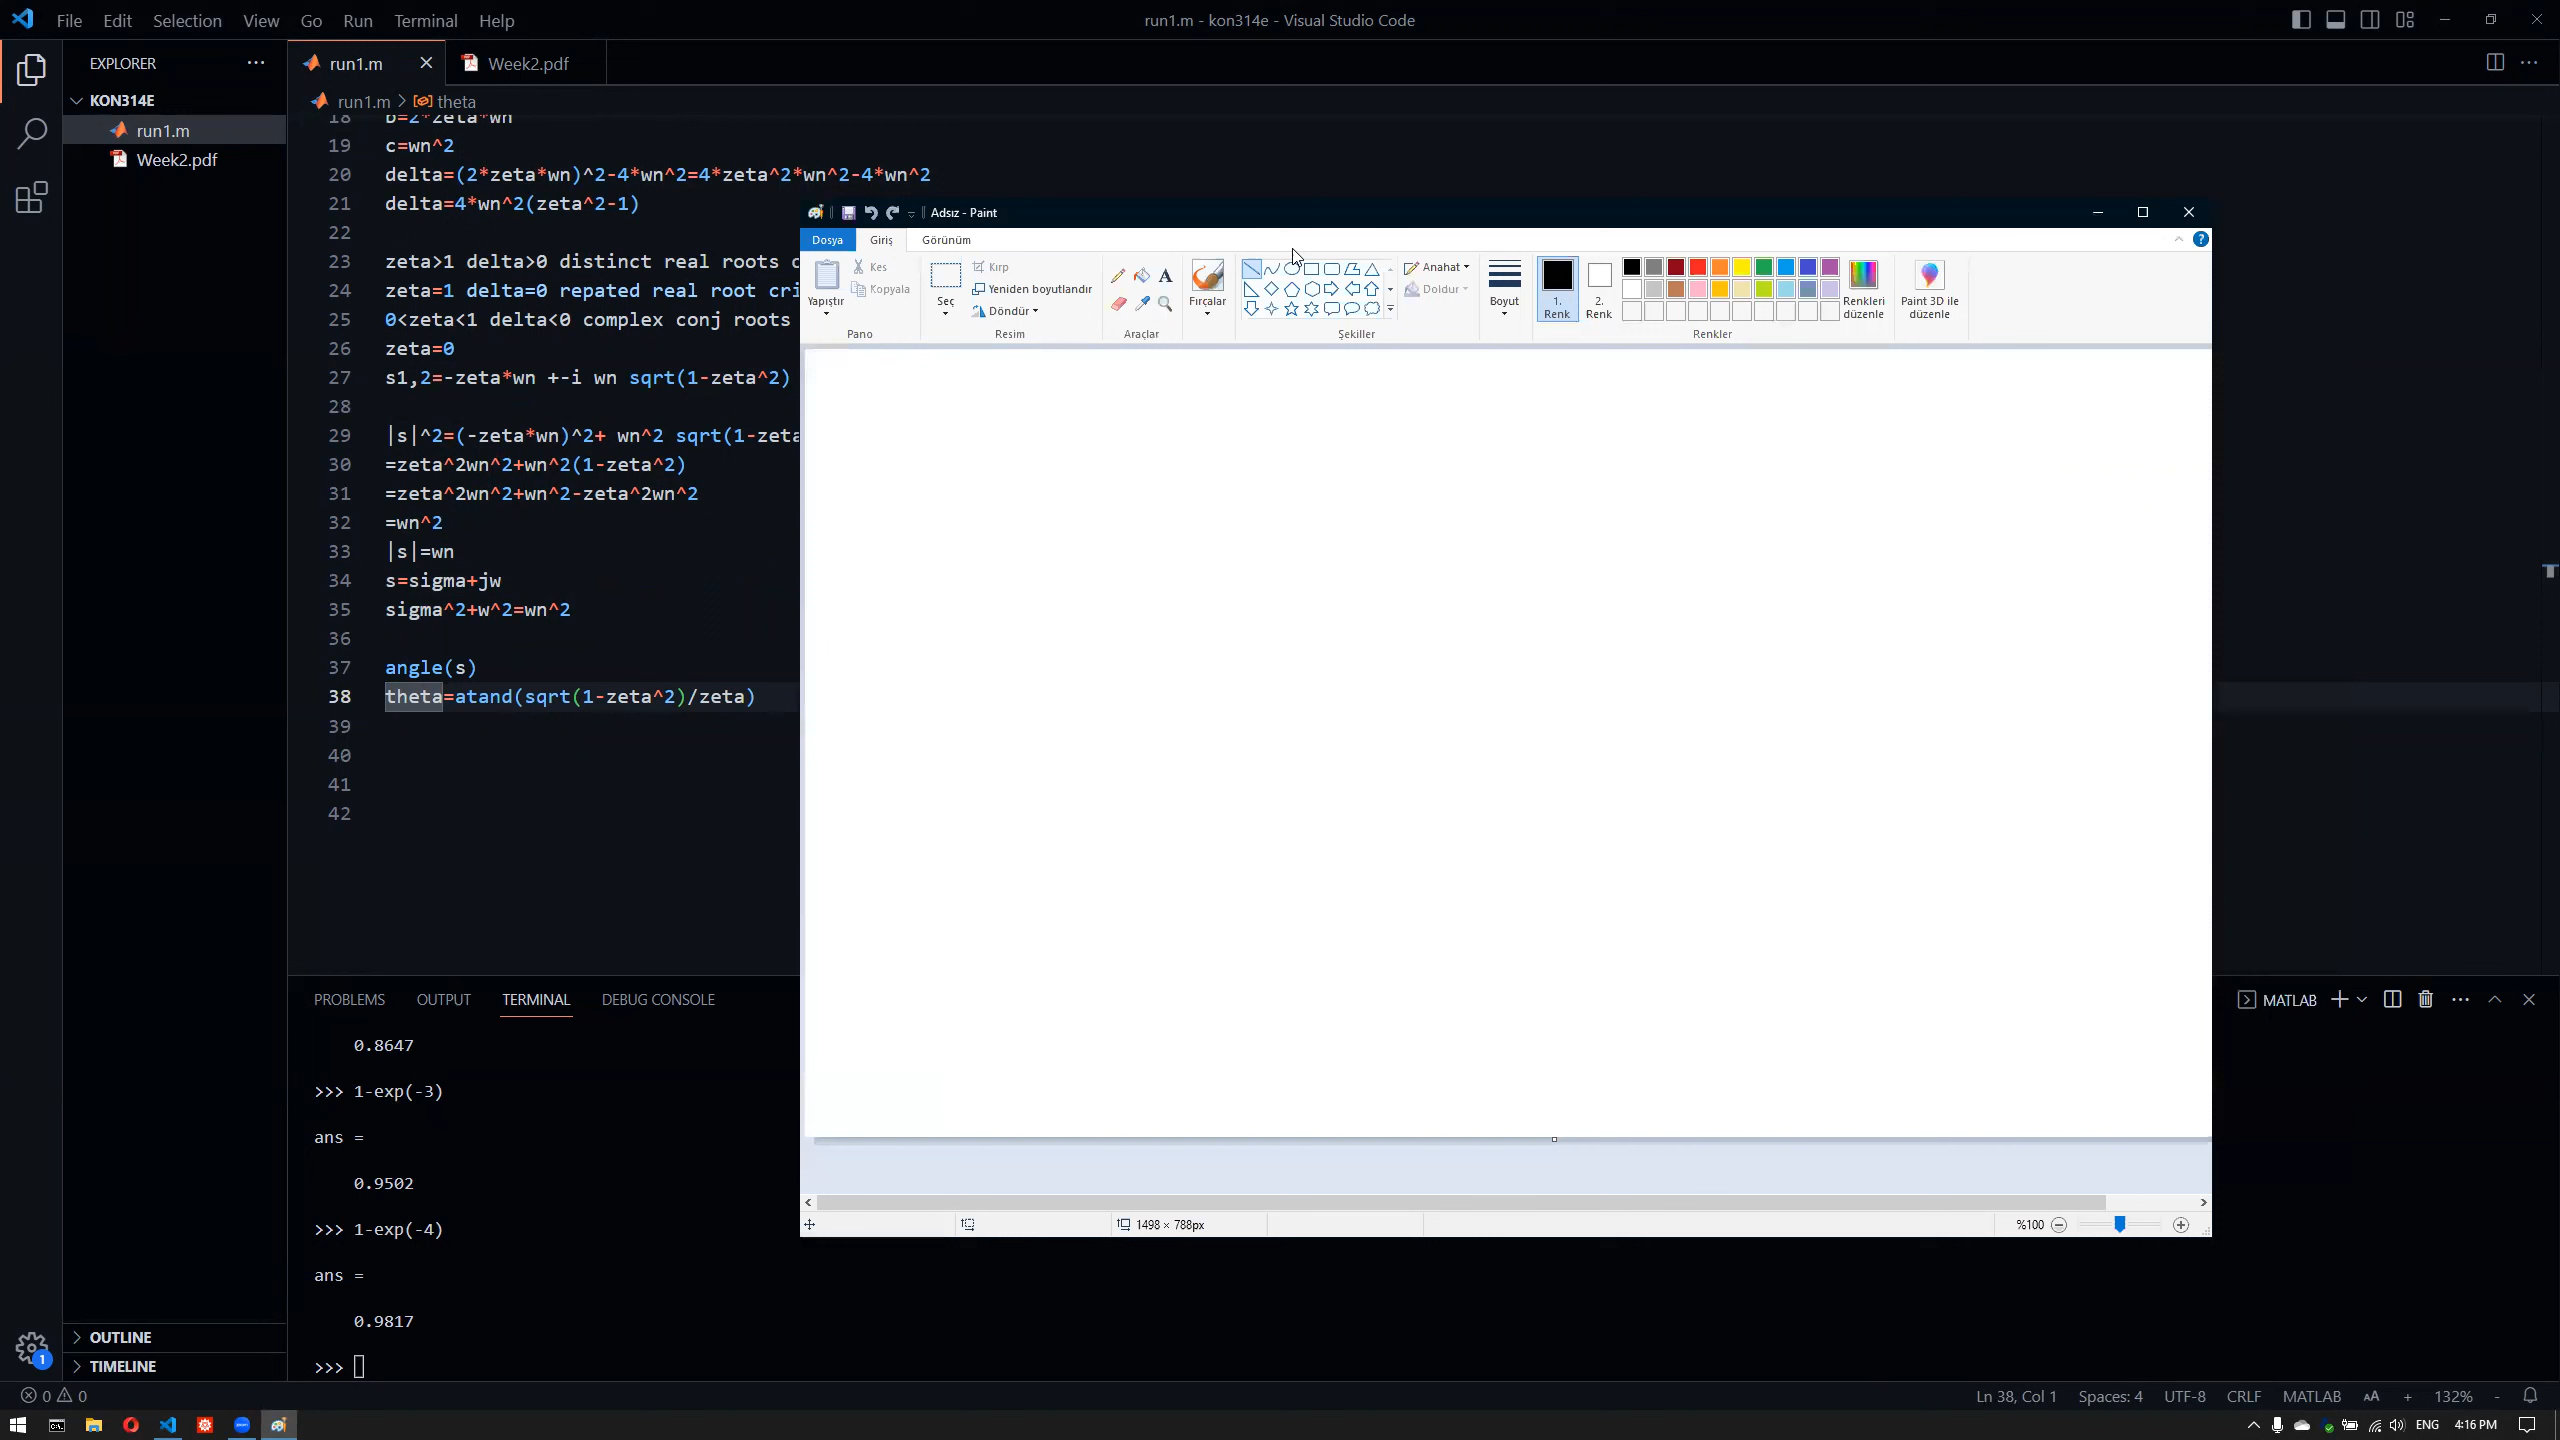 File Edit Selection View Go Run Terminal Help
run1.m - kon314e - Visual Studio Code
EXPLORER
run1.m
Week2.pdf
KON314E
run1.m > theta
run1.m
Week2.pdf
18 b=2*zeta*wn
19 c=wn^2
20 delta=(2*zeta*wn)^2-4*wn^2=4*zeta^2*wn^2-4*wn^2
21 delta=4*wn^2(zeta^2-1)
22
23 zeta>1 delta>0 distinct real roots
24 zeta=1 delta=0 repated real root cri
25 0<zeta<1 delta<0 complex conj roots
26 zeta=0
27 s1,2=-zeta*wn +-i wn sqrt(1-zeta^2)
28
29 |s|^2=(-zeta*wn)^2+ wn^2 sqrt(1-zeta
30 =zeta^2wn^2+wn^2(1-zeta^2)
31 =zeta^2wn^2+wn^2-zeta^2wn^2
32 =wn^2
33 |s|=wn
34 s=sigma+jw
35 sigma^2+w^2=wn^2
36
37 angle(s)
38 theta=atand(sqrt(1-zeta^2)/zeta)
39
40
41
42
Adsız - Paint
Dosya Giriş Görünüm
Yapıştır Kes Kopyala
Pano
Seç Kırp Yeniden boyutlandır Döndür
Resim
A
Araçlar
Fırçalar
Şekiller
Anahat Doldur
Boyut
1. Renk
2. Renk
Renkler
Renkleri düzenle
Paint 3D ile düzenle
1498 × 788px
%100
PROBLEMS OUTPUT TERMINAL DEBUG CONSOLE
MATLAB
0.8647
>>> 1-exp(-3)
ans =
0.9502
>>> 1-exp(-4)
ans =
0.9817
>>>
OUTLINE
TIMELINE
1
0 0
Ln 38, Col 1 Spaces: 4 UTF-8 CRLF MATLAB AA + 132% -
ENG 4:16 PM